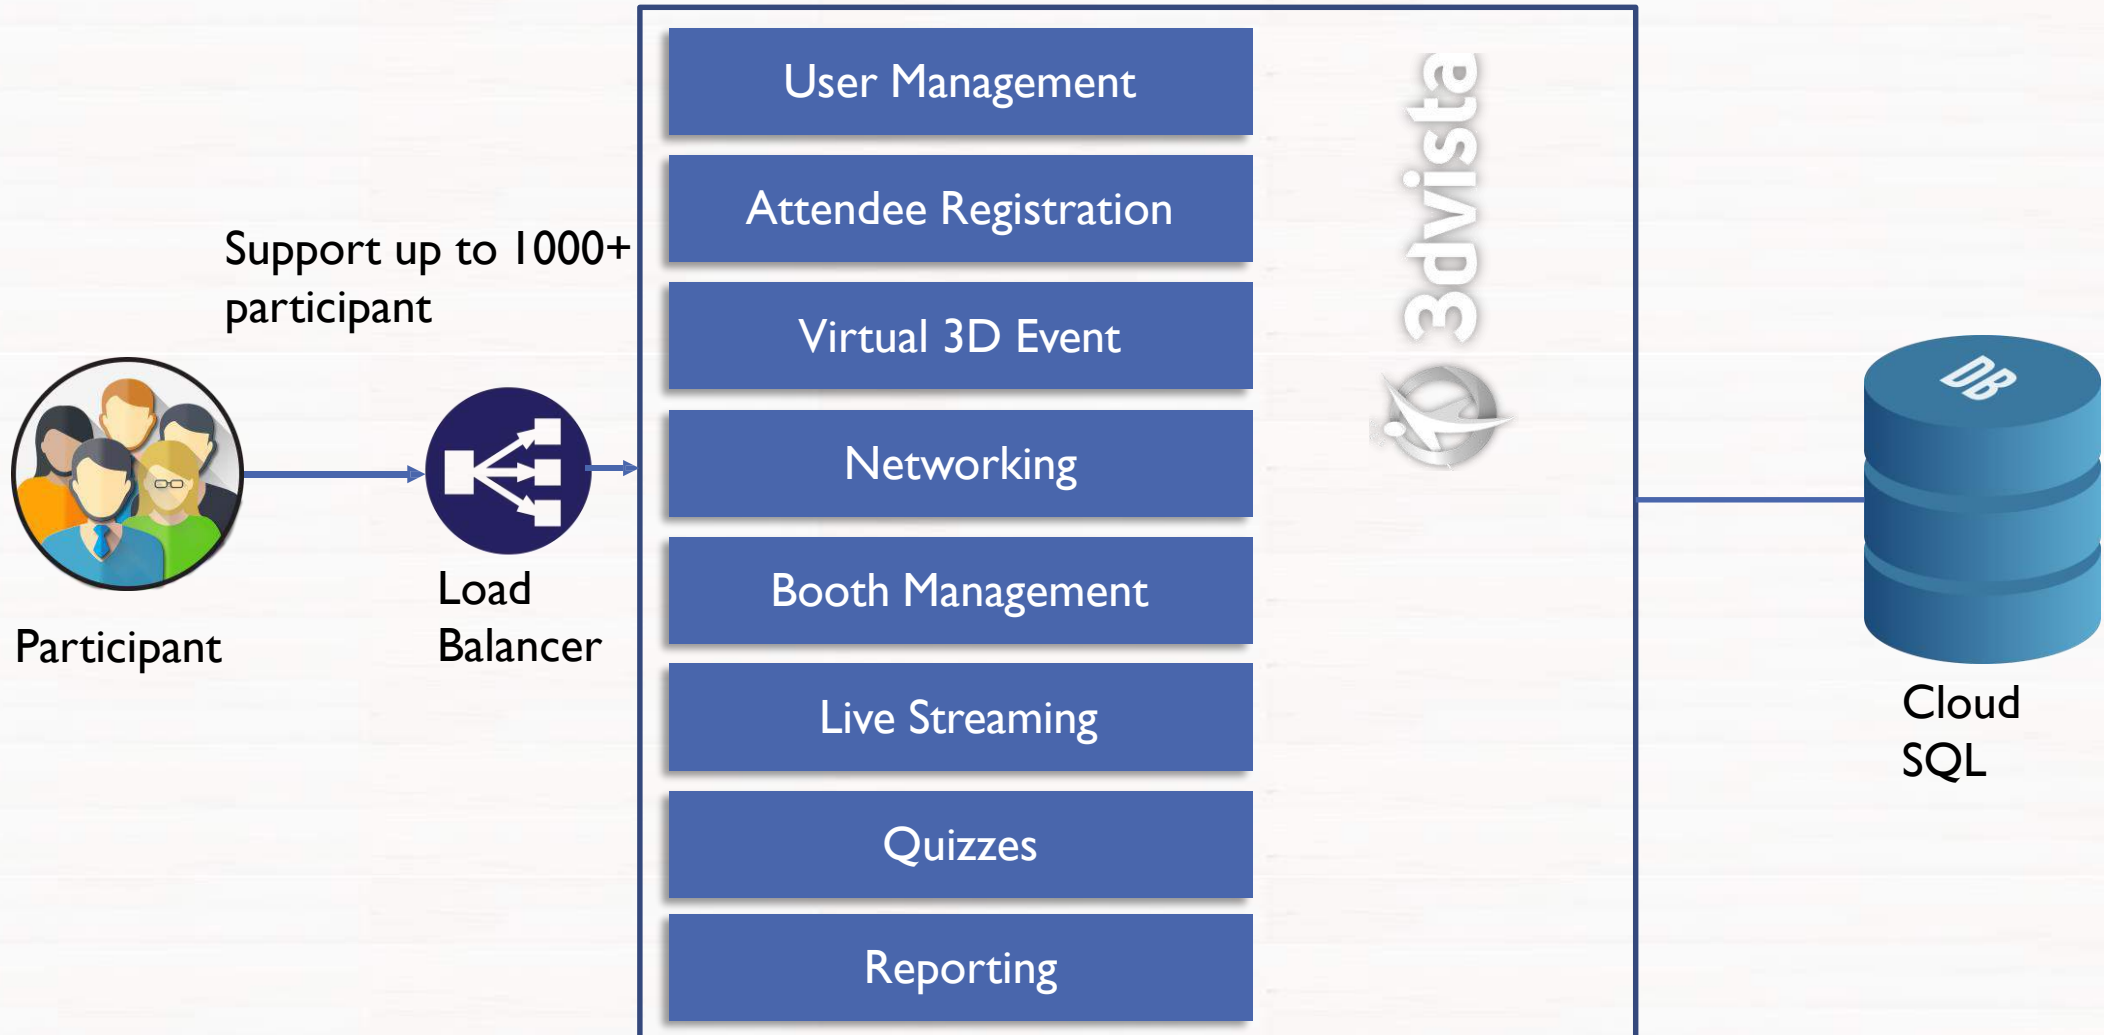 User Management
Attendee Registration
Support up to 1000+
participant
Virtual 3D Event
3dvista
DB
Networking
Booth Management
Load
Balancer
Participant
Live Streaming
Cloud
SQL
Quizzes
Reporting